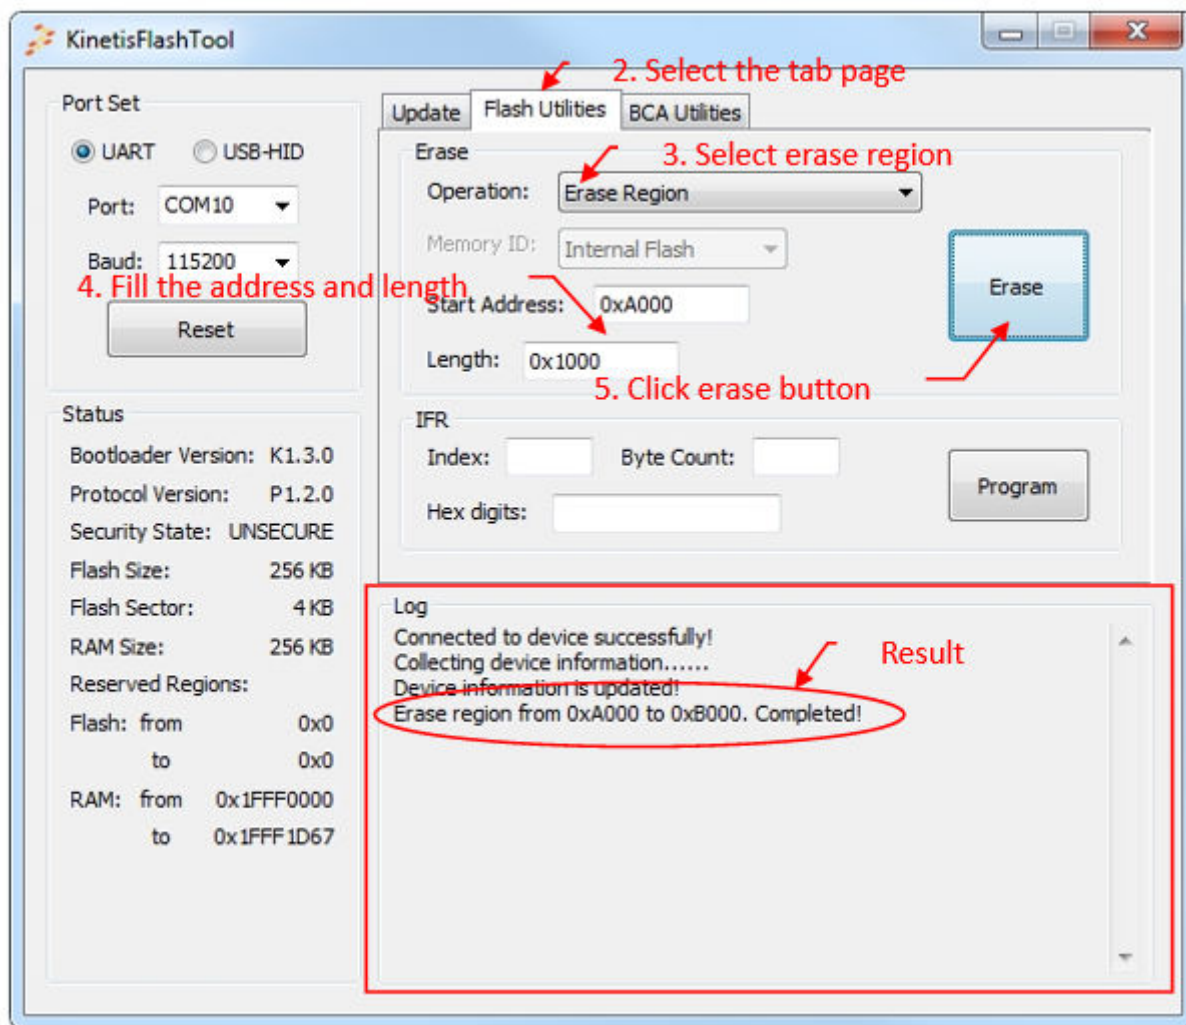 KinetisFlashTool
2. Select the tab page
Port Set
UART USB-HID
Port: COM10
Baud: 115200
4. Fill the address and length
Reset
Update Flash Utilities BCA Utilities
Erase
3. Select erase region
Operation: Erase Region
Memory ID: Internal Flash
Start Address: 0xA000
Length: 0x1000
Erase
5. Click erase button
IFR
Index: Byte Count:
Hex digits:
Program
Status
Bootloader Version: K1.3.0
Protocol Version: P1.2.0
Security State: UNSECURE
Flash Size: 256 KB
Flash Sector: 4 KB
RAM Size: 256 KB
Reserved Regions:
Flash: from 0x0
to 0x0
RAM: from 0x1FFF0000
to 0x1FFF1D67
Log
Connected to device successfully!
Collecting device information......
Device information is updated!
Erase region from 0xA000 to 0xB000. Completed!
Result